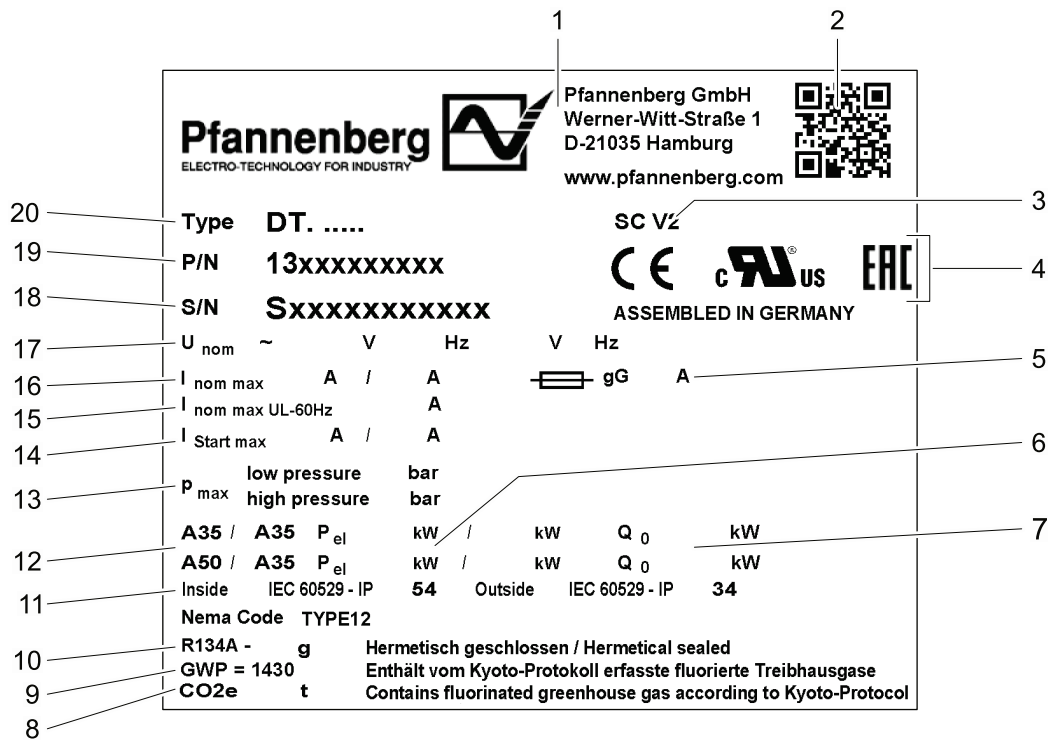 1 2
Pfannenberg
ELECTRO-TECHNOLOGY FOR INDUSTRY
Pfannenberg GmbH
Werner-Witt-Straße 1
D-21035 Hamburg
www.pfannenberg.com
20 Type DT. ..... SC V2 3
19 P/N 13xxxxxxxxx CE c RU ® US EAC 4
18 S/N Sxxxxxxxxxxx ASSEMBLED IN GERMANY
17 U nom ~ V Hz V Hz
16 I nom max A / A gG A 5
15 I nom max UL-60Hz A
14 I Start max A / A
6
13 p max low pressure bar
high pressure bar
12 A35 / A35 P el kW / kW Q 0 kW 7
A50 / A35 P el kW / kW Q 0 kW
11 Inside IEC 60529 - IP 54 Outside IEC 60529 - IP 34
Nema Code TYPE12
10 R134A - g Hermetisch geschlossen / Hermetical sealed
9 GWP = 1430 Enthält vom Kyoto-Protokoll erfasste fluorierte Treibhausgase
8 CO2e t Contains fluorinated greenhouse gas according to Kyoto-Protocol